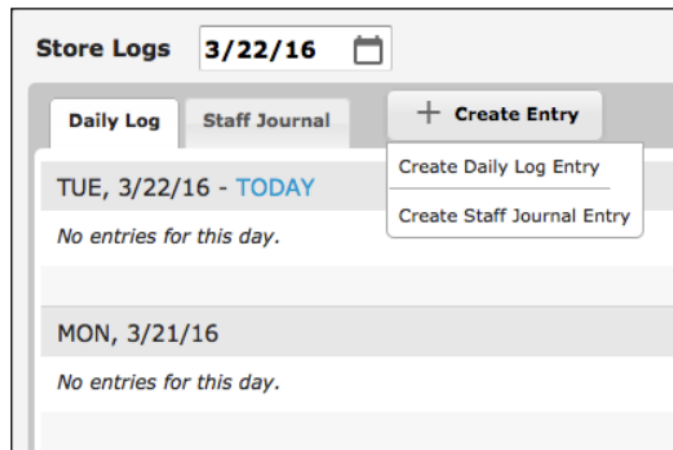 Store Logs 3/22/16
Daily Log Staff Journal + Create Entry
Create Daily Log Entry
Create Staff Journal Entry
TUE, 3/22/16 - TODAY
No entries for this day.
MON, 3/21/16
No entries for this day.